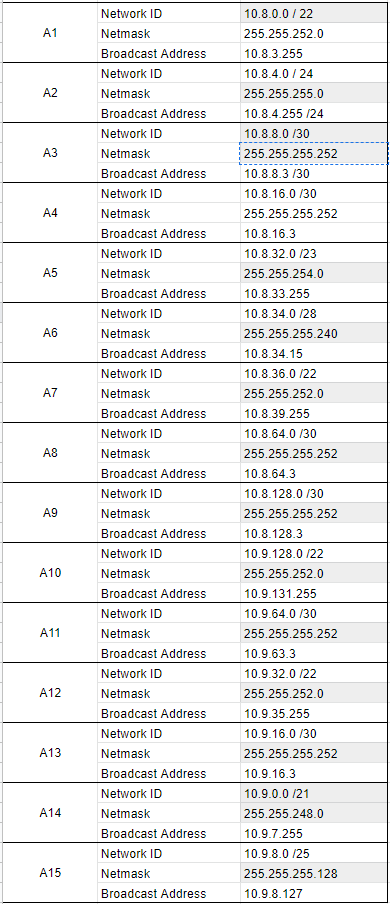 Network ID 10.8.0.0 / 22
A1 Netmask 255.255.252.0
Broadcast Address 10.8.3.255
Network ID 10.8.4.0 / 24
A2 Netmask 255.255.255.0
Broadcast Address 10.8.4.255 /24
Network ID 10.8.8.0 /30
A3 Netmask 255.255.255.252
Broadcast Address 10.8.8.3 /30
Network ID 10.8.16.0 /30
A4 Netmask 255.255.255.252
Broadcast Address 10.8.16.3
Network ID 10.8.32.0 /23
A5 Netmask 255.255.254.0
Broadcast Address 10.8.33.255
Network ID 10.8.34.0 /28
A6 Netmask 255.255.255.240
Broadcast Address 10.8.34.15
Network ID 10.8.36.0 /22
A7 Netmask 255.255.252.0
Broadcast Address 10.8.39.255
Network ID 10.8.64.0 /30
A8 Netmask 255.255.255.252
Broadcast Address 10.8.64.3
Network ID 10.8.128.0 /30
A9 Netmask 255.255.255.252
Broadcast Address 10.8.128.3
Network ID 10.9.128.0 /22
A10 Netmask 255.255.252.0
Broadcast Address 10.9.131.255
Network ID 10.9.64.0 /30
A11 Netmask 255.255.255.252
Broadcast Address 10.9.63.3
Network ID 10.9.32.0 /22
A12 Netmask 255.255.252.0
Broadcast Address 10.9.35.255
Network ID 10.9.16.0 /30
A13 Netmask 255.255.255.252
Broadcast Address 10.9.16.3
Network ID 10.9.0.0 /21
A14 Netmask 255.255.248.0
Broadcast Address 10.9.7.255
Network ID 10.9.8.0 /25
A15 Netmask 255.255.255.128
Broadcast Address 10.9.8.127